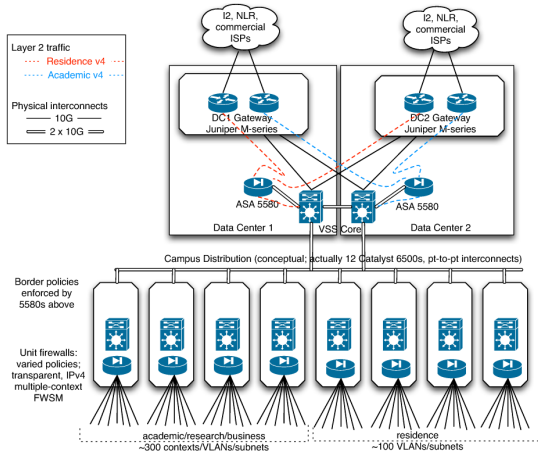 I2, NLR,
commercial
ISPs
I2, NLR,
commercial
ISPs
Layer 2 traffic
Residence v4
Academic v4
Physical interconnects
10G
2 x 10G
DC1 Gateway
Juniper M-series
DC2 Gateway
Juniper M-series
ASA 5580
ASA 5580
Data Center 1
VSS Core
Data Center 2
Campus Distribution (conceptual; actually 12 Catalyst 6500s, pt-to-pt interconnects)
Border policies
enforced by
5580s above
Unit firewalls:
varied policies;
transparent, IPv4
multiple-context
FWSM
academic/research/business
~300 contexts/VLANs/subnets
residence
~100 VLANs/subnets